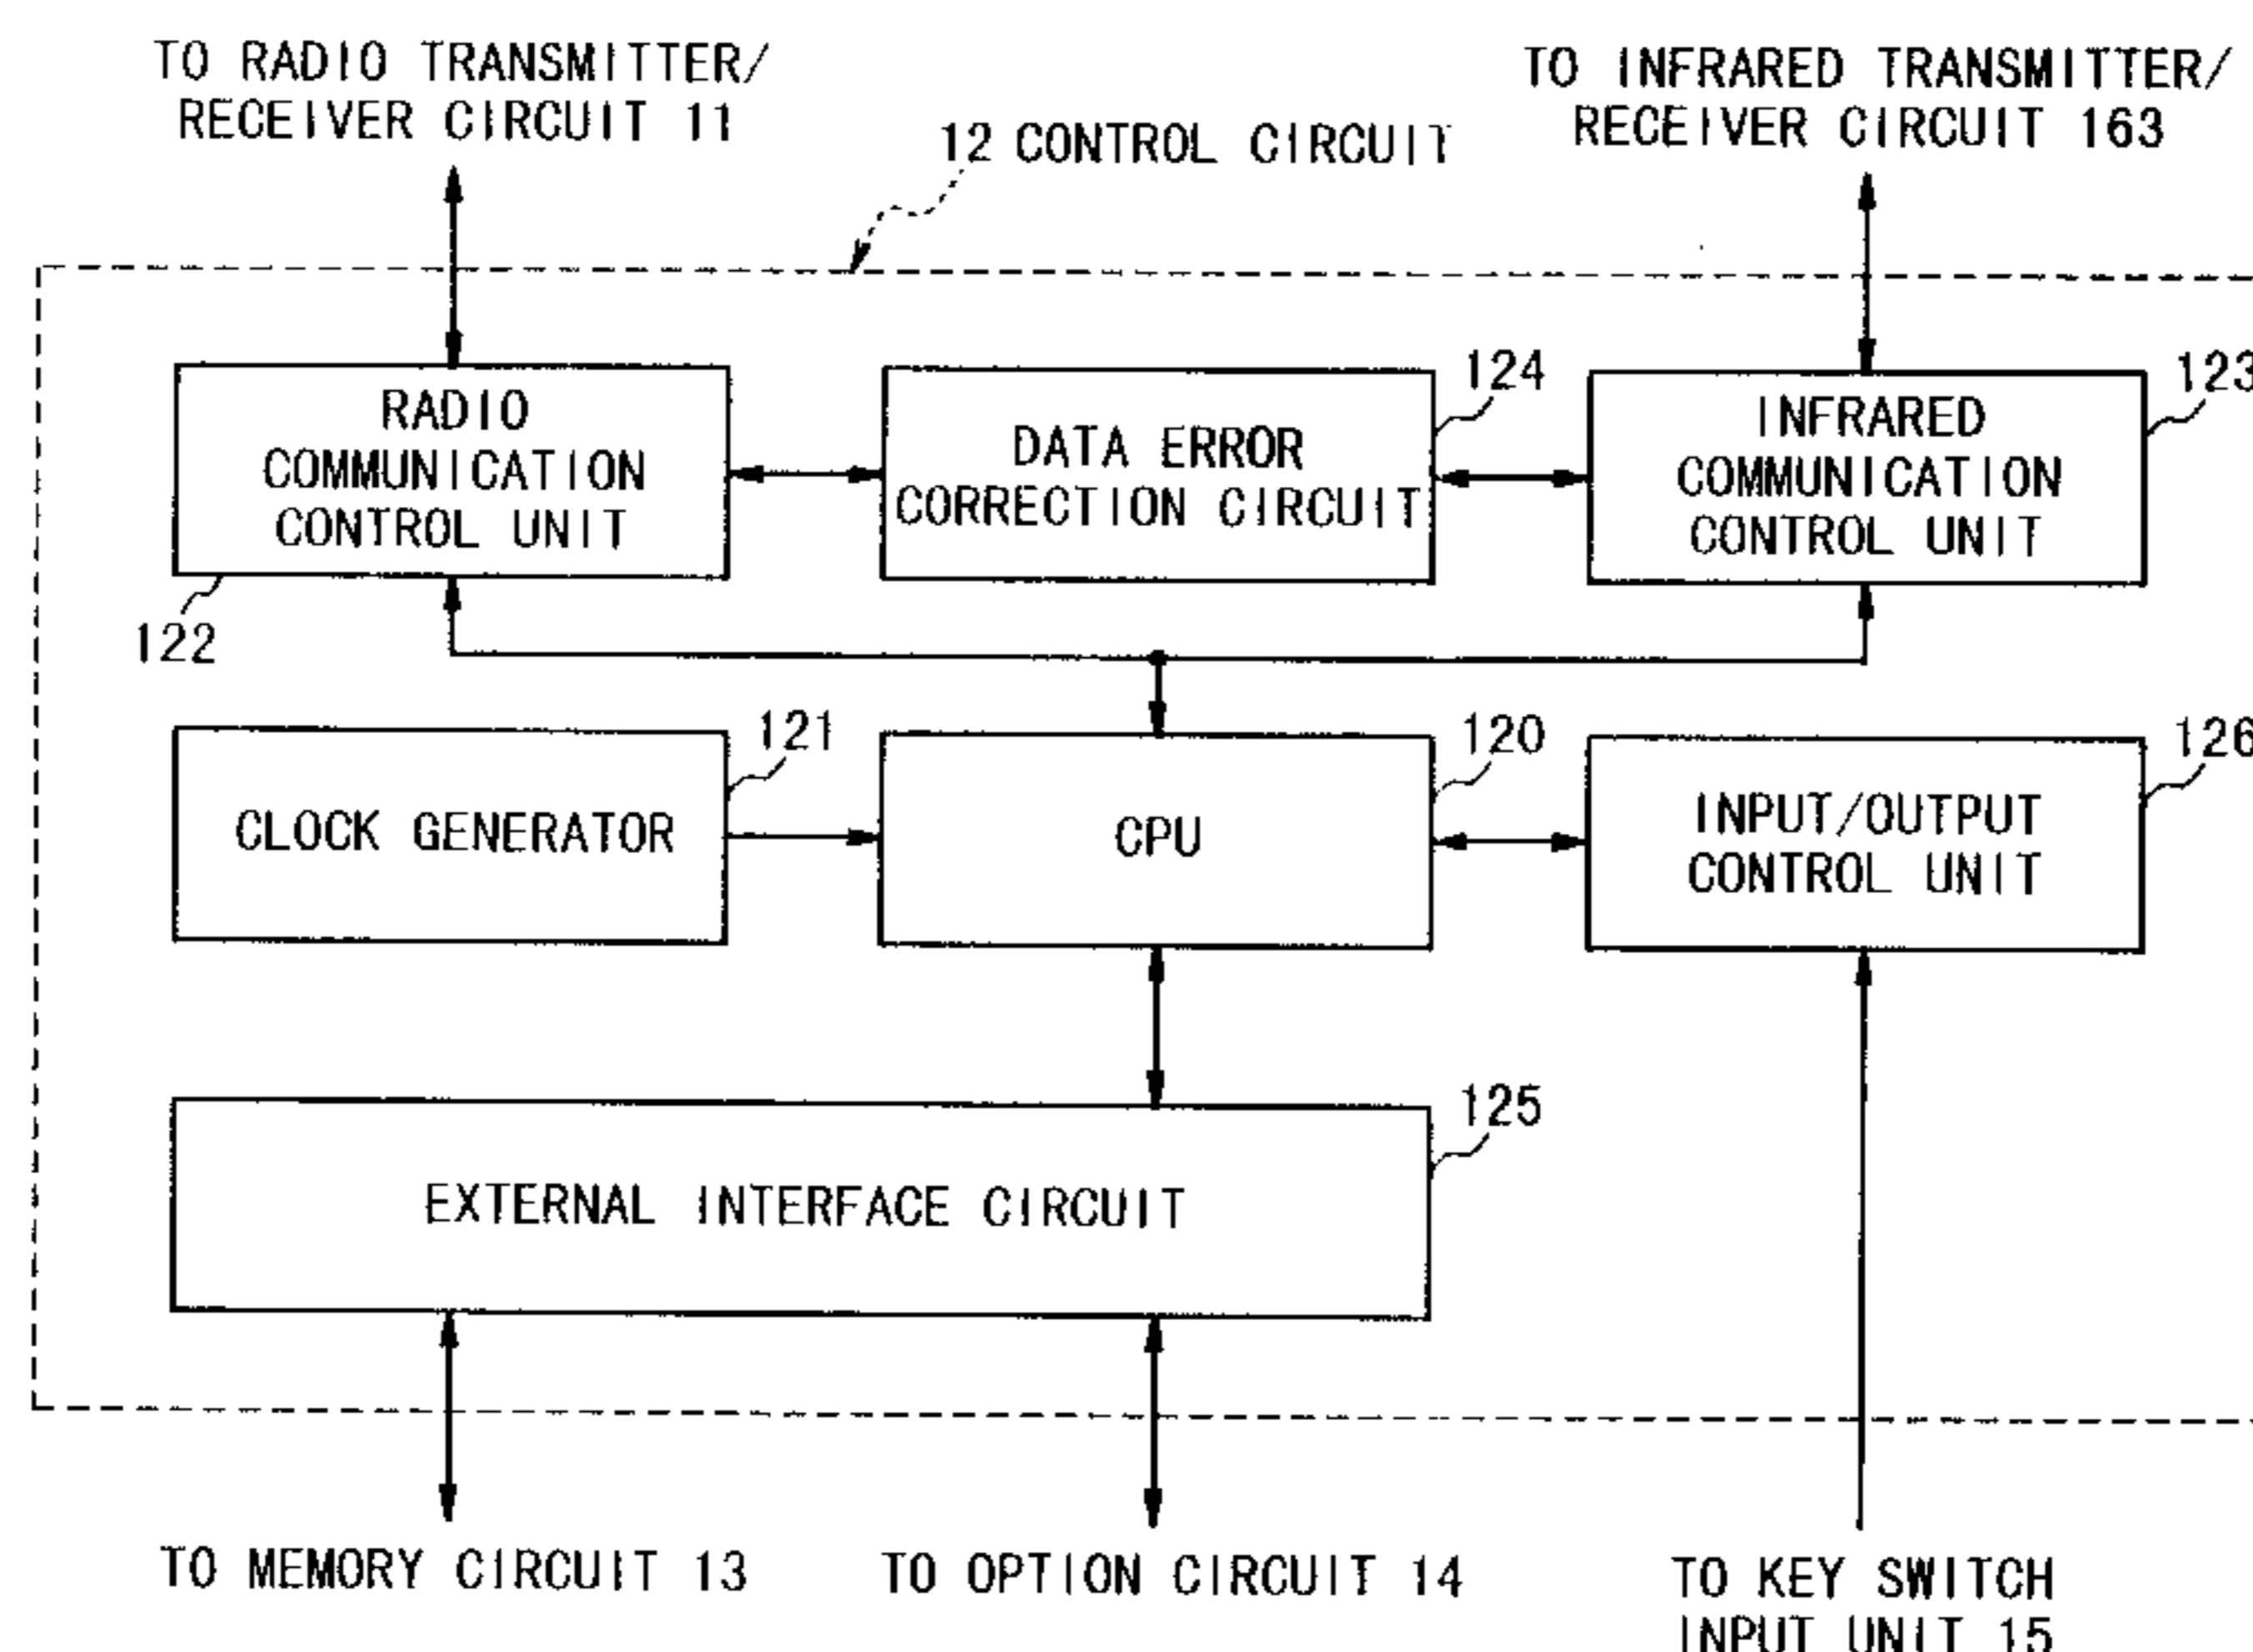 TO RADIO TRANSMITTER/
RECEIVER CIRCUIT 11
TO INFRARED TRANSMITTER/
RECEIVER CIRCUIT 163
12 CONTROL CIRCUIT
RADIO
COMMUNICATION
CONTROL UNIT
122
DATA ERROR
CORRECTION CIRCUIT
124
INFRARED
COMMUNICATION
CONTROL UNIT
123
CLOCK GENERATOR
121
CPU
120
INPUT/OUTPUT
CONTROL UNIT
126
EXTERNAL INTERFACE CIRCUIT
125
TO MEMORY CIRCUIT 13
TO OPTION CIRCUIT 14
TO KEY SWITCH
INPUT UNIT 15